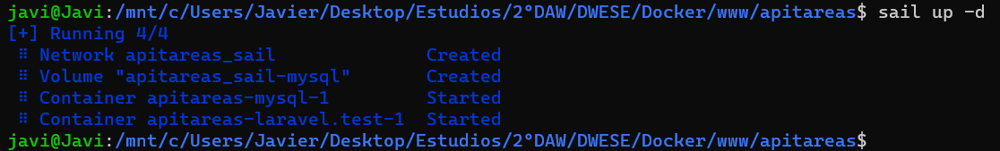 javi@Javi:/mnt/c/Users/Javier/Desktop/Estudios/2°DAW/DWESE/Docker/www/apitareas$ sail up -d
[+] Running 4/4
⠿ Network apitareas_sail Created
⠿ Volume "apitareas_sail-mysql" Created
⠿ Container apitareas-mysql-1 Started
⠿ Container apitareas-laravel.test-1 Started
javi@Javi:/mnt/c/Users/Javier/Desktop/Estudios/2°DAW/DWESE/Docker/www/apitareas$